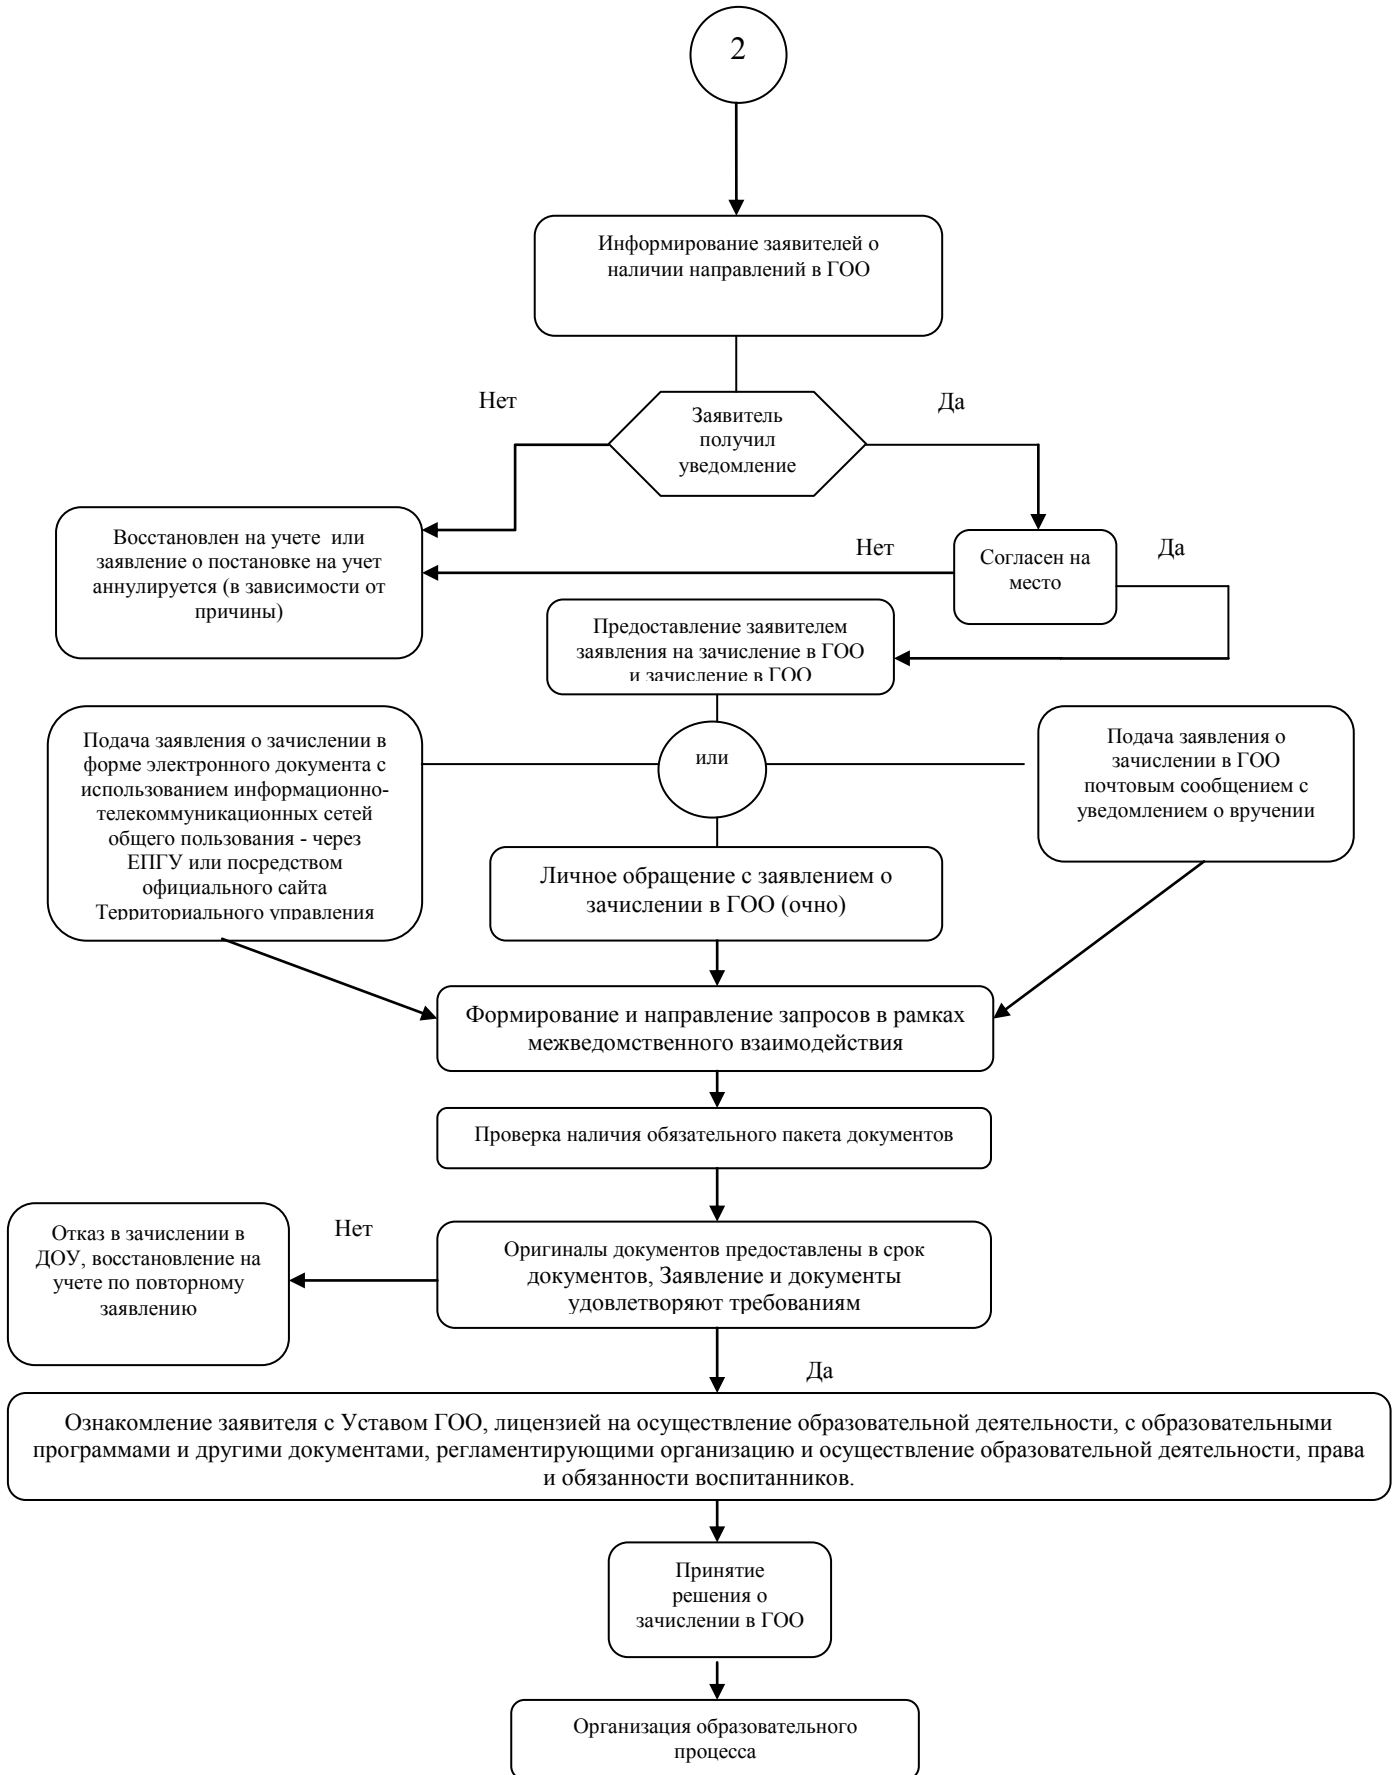 2
Информирование заявителей о
наличии направлений в ГОО
Нет
Да
Заявитель
получил
уведомление
Восстановлен на учете или
заявление о постановке на учет
аннулируется (в зависимости от
причины)
Нет
Согласен на
место
Да
Предоставление заявителем
заявления на зачисление в ГОО
и зачисление в ГОО
Подача заявления о зачислении в
форме электронного документа с
использованием информационно-
телекоммуникационных сетей
общего пользования - через
ЕПГУ или посредством
официального сайта
Территориального управления
или
Подача заявления о
зачислении в ГОО
почтовым сообщением с
уведомлением о вручении
Личное обращение с заявлением о
зачислении в ГОО (очно)
Формирование и направление запросов в рамках
межведомственного взаимодействия
Проверка наличия обязательного пакета документов
Отказ в зачислении в
ДОУ, восстановление на
учете по повторному
заявлению
Нет
Оригиналы документов предоставлены в срок
документов, Заявление и документы
удовлетворяют требованиям
Да
Ознакомление заявителя с Уставом ГОО, лицензией на осуществление образовательной деятельности, с образовательными
программами и другими документами, регламентирующими организацию и осуществление образовательной деятельности, права
и обязанности воспитанников.
Принятие
решения о
зачислении в ГОО
Организация образовательного
процесса